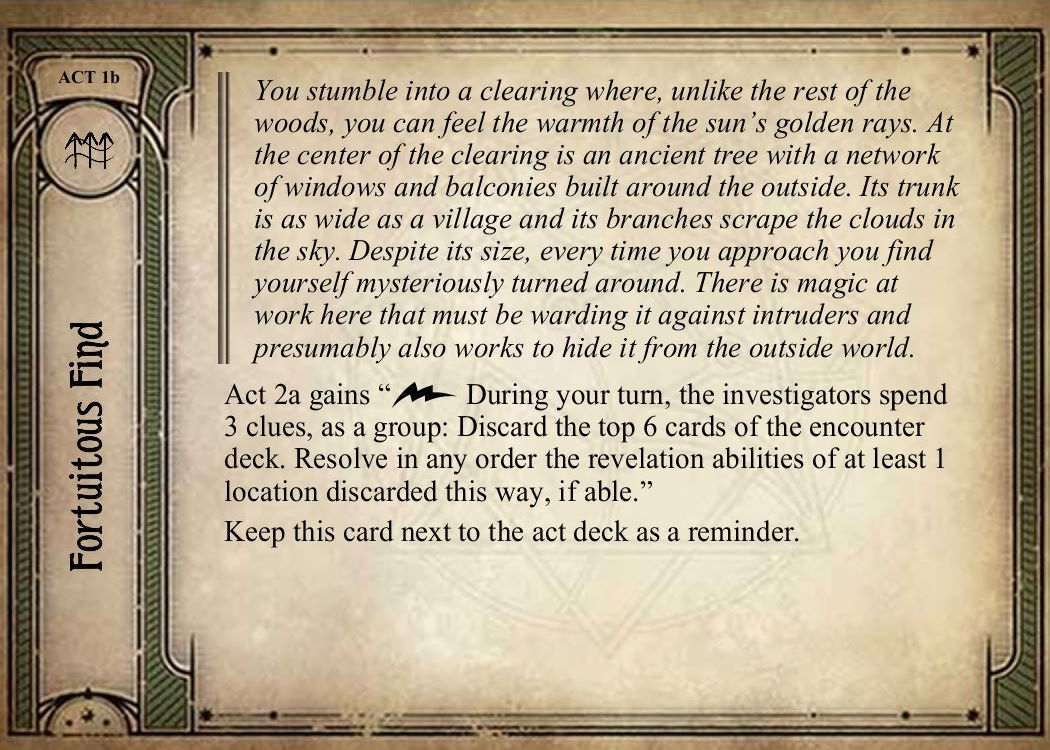 ACT 1b
Fortuitous Find
You stumble into a clearing where, unlike the rest of the
woods, you can feel the warmth of the sun’s golden rays. At
the center of the clearing is an ancient tree with a network
of windows and balconies built around the outside. Its trunk
is as wide as a village and its branches scrape the clouds in
the sky. Despite its size, every time you approach you find
yourself mysteriously turned around. There is magic at
work here that must be warding it against intruders and
presumably also works to hide it from the outside world.
Act 2a gains “ During your turn, the investigators spend
3 clues, as a group: Discard the top 6 cards of the encounter
deck. Resolve in any order the revelation abilities of at least 1
location discarded this way, if able.”
Keep this card next to the act deck as a reminder.